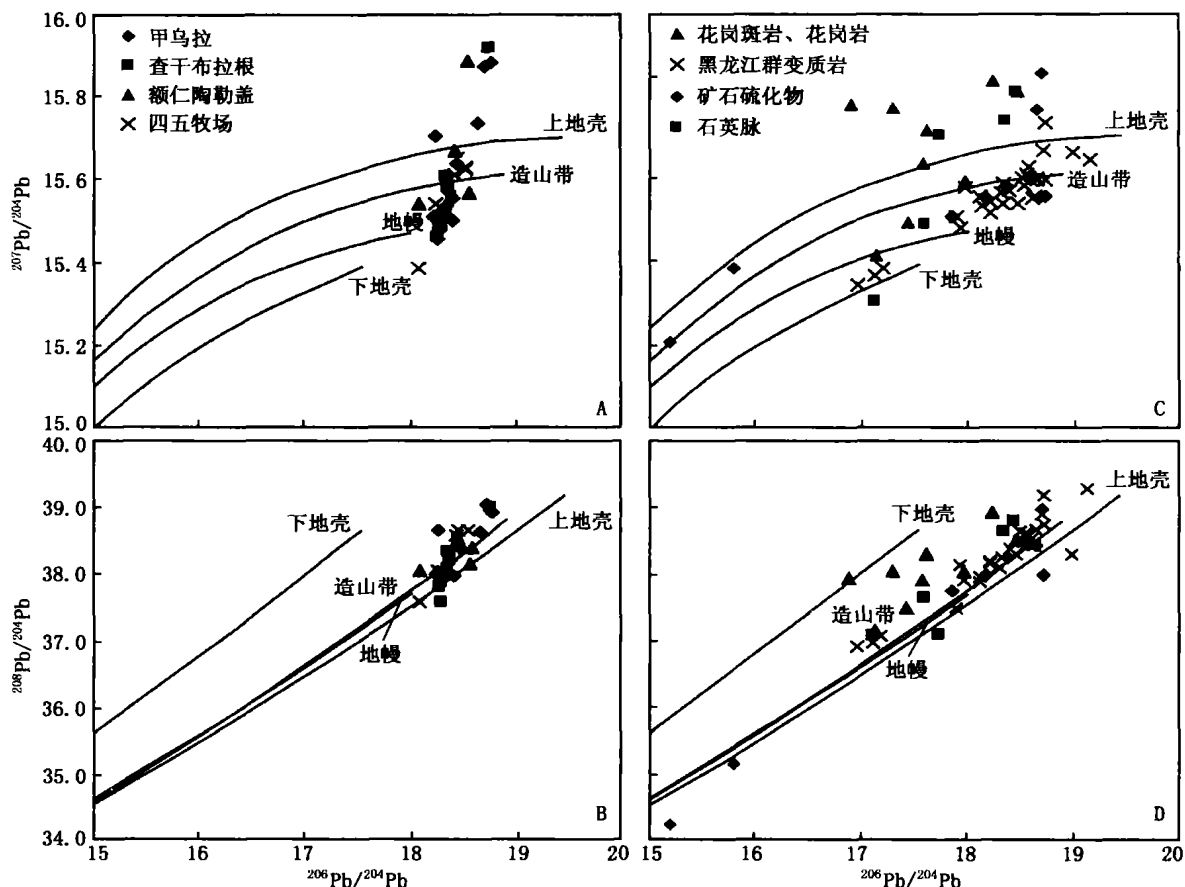 16.0
15.8
15.6
15.4
15.2
15.0
²⁰⁷Pb/²⁰⁴Pb
甲乌拉
查干布拉根
额仁陶勒盖
四五牧场
上地壳
造山带
地幔
下地壳
A
花岗斑岩、花岗岩
黑龙江群变质岩
矿石硫化物
石英脉
上地壳
造山带
地幔
下地壳
C
15 17 18 19 20
40.0
39.0
38.0
37.0
36.0
35.0
34.0
²⁰⁸Pb/²⁰⁴Pb
下地壳
上地壳
造山带
地幔
B
15 16 17 18 19 20
²⁰⁶Pb/²⁰⁴Pb
上地壳
下地壳
造山带
地幔
D
15 16 17 18 19 20
²⁰⁶Pb/²⁰⁴Pb